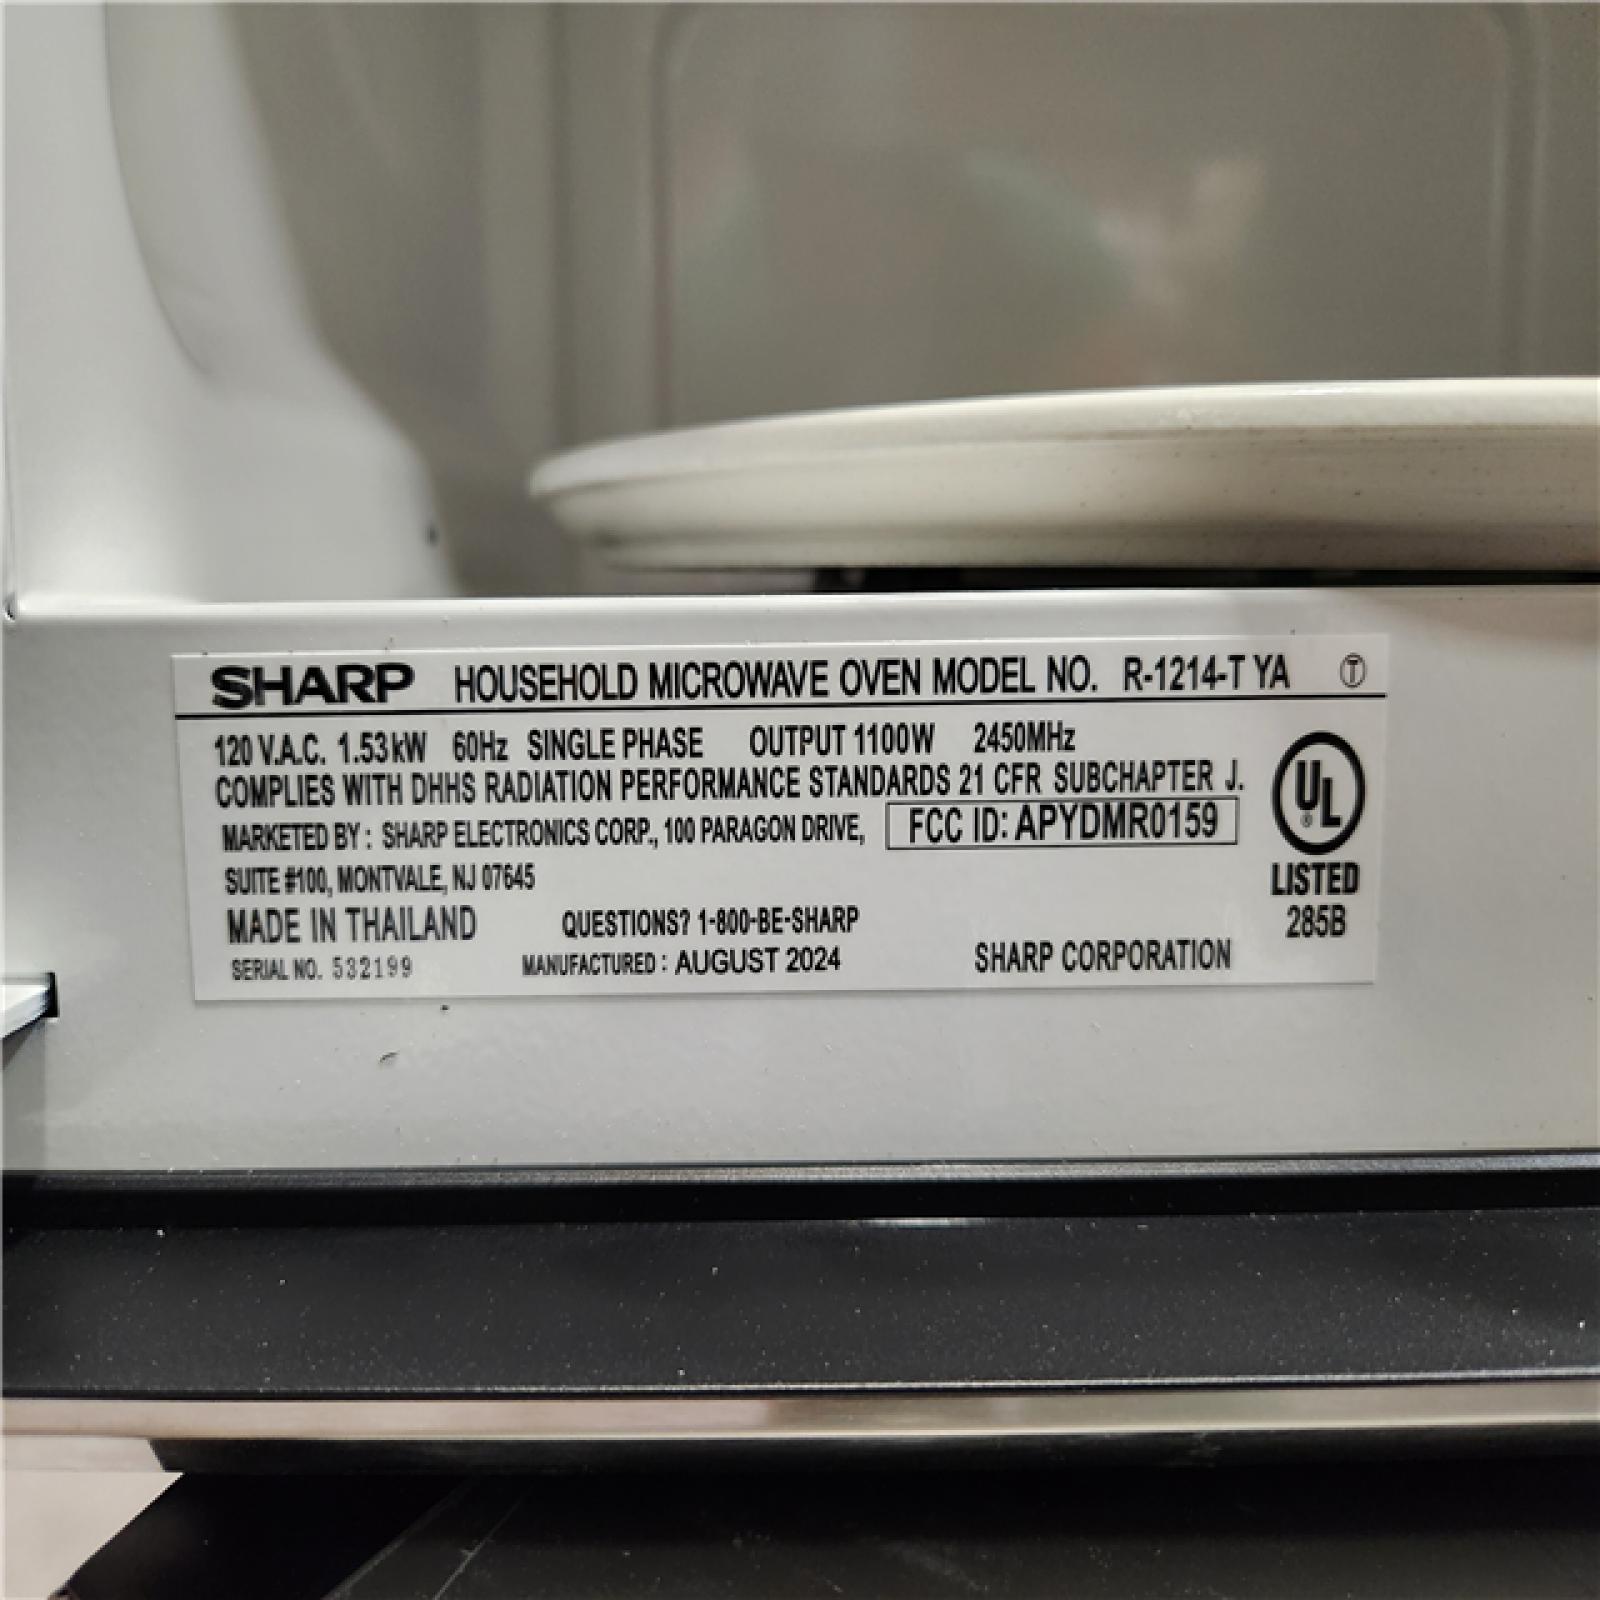 SHARP HOUSEHOLD MICROWAVE OVEN MODEL NO. R-1214-T YA Ⓣ
120 V.A.C. 1.53kW 60Hz SINGLE PHASE OUTPUT 1100W 2450MHz
COMPLIES WITH DHHS RADIATION PERFORMANCE STANDARDS 21 CFR SUBCHAPTER J.
MARKETED BY: SHARP ELECTRONICS CORP., 100 PARAGON DRIVE,
FCC ID: APYDMR0159
SUITE #100, MONTVALE, NJ 07645
MADE IN THAILAND QUESTIONS? 1-800-BE-SHARP
SERIAL NO. 532199 MANUFACTURED: AUGUST 2024 SHARP CORPORATION
UL ®
LISTED
285B